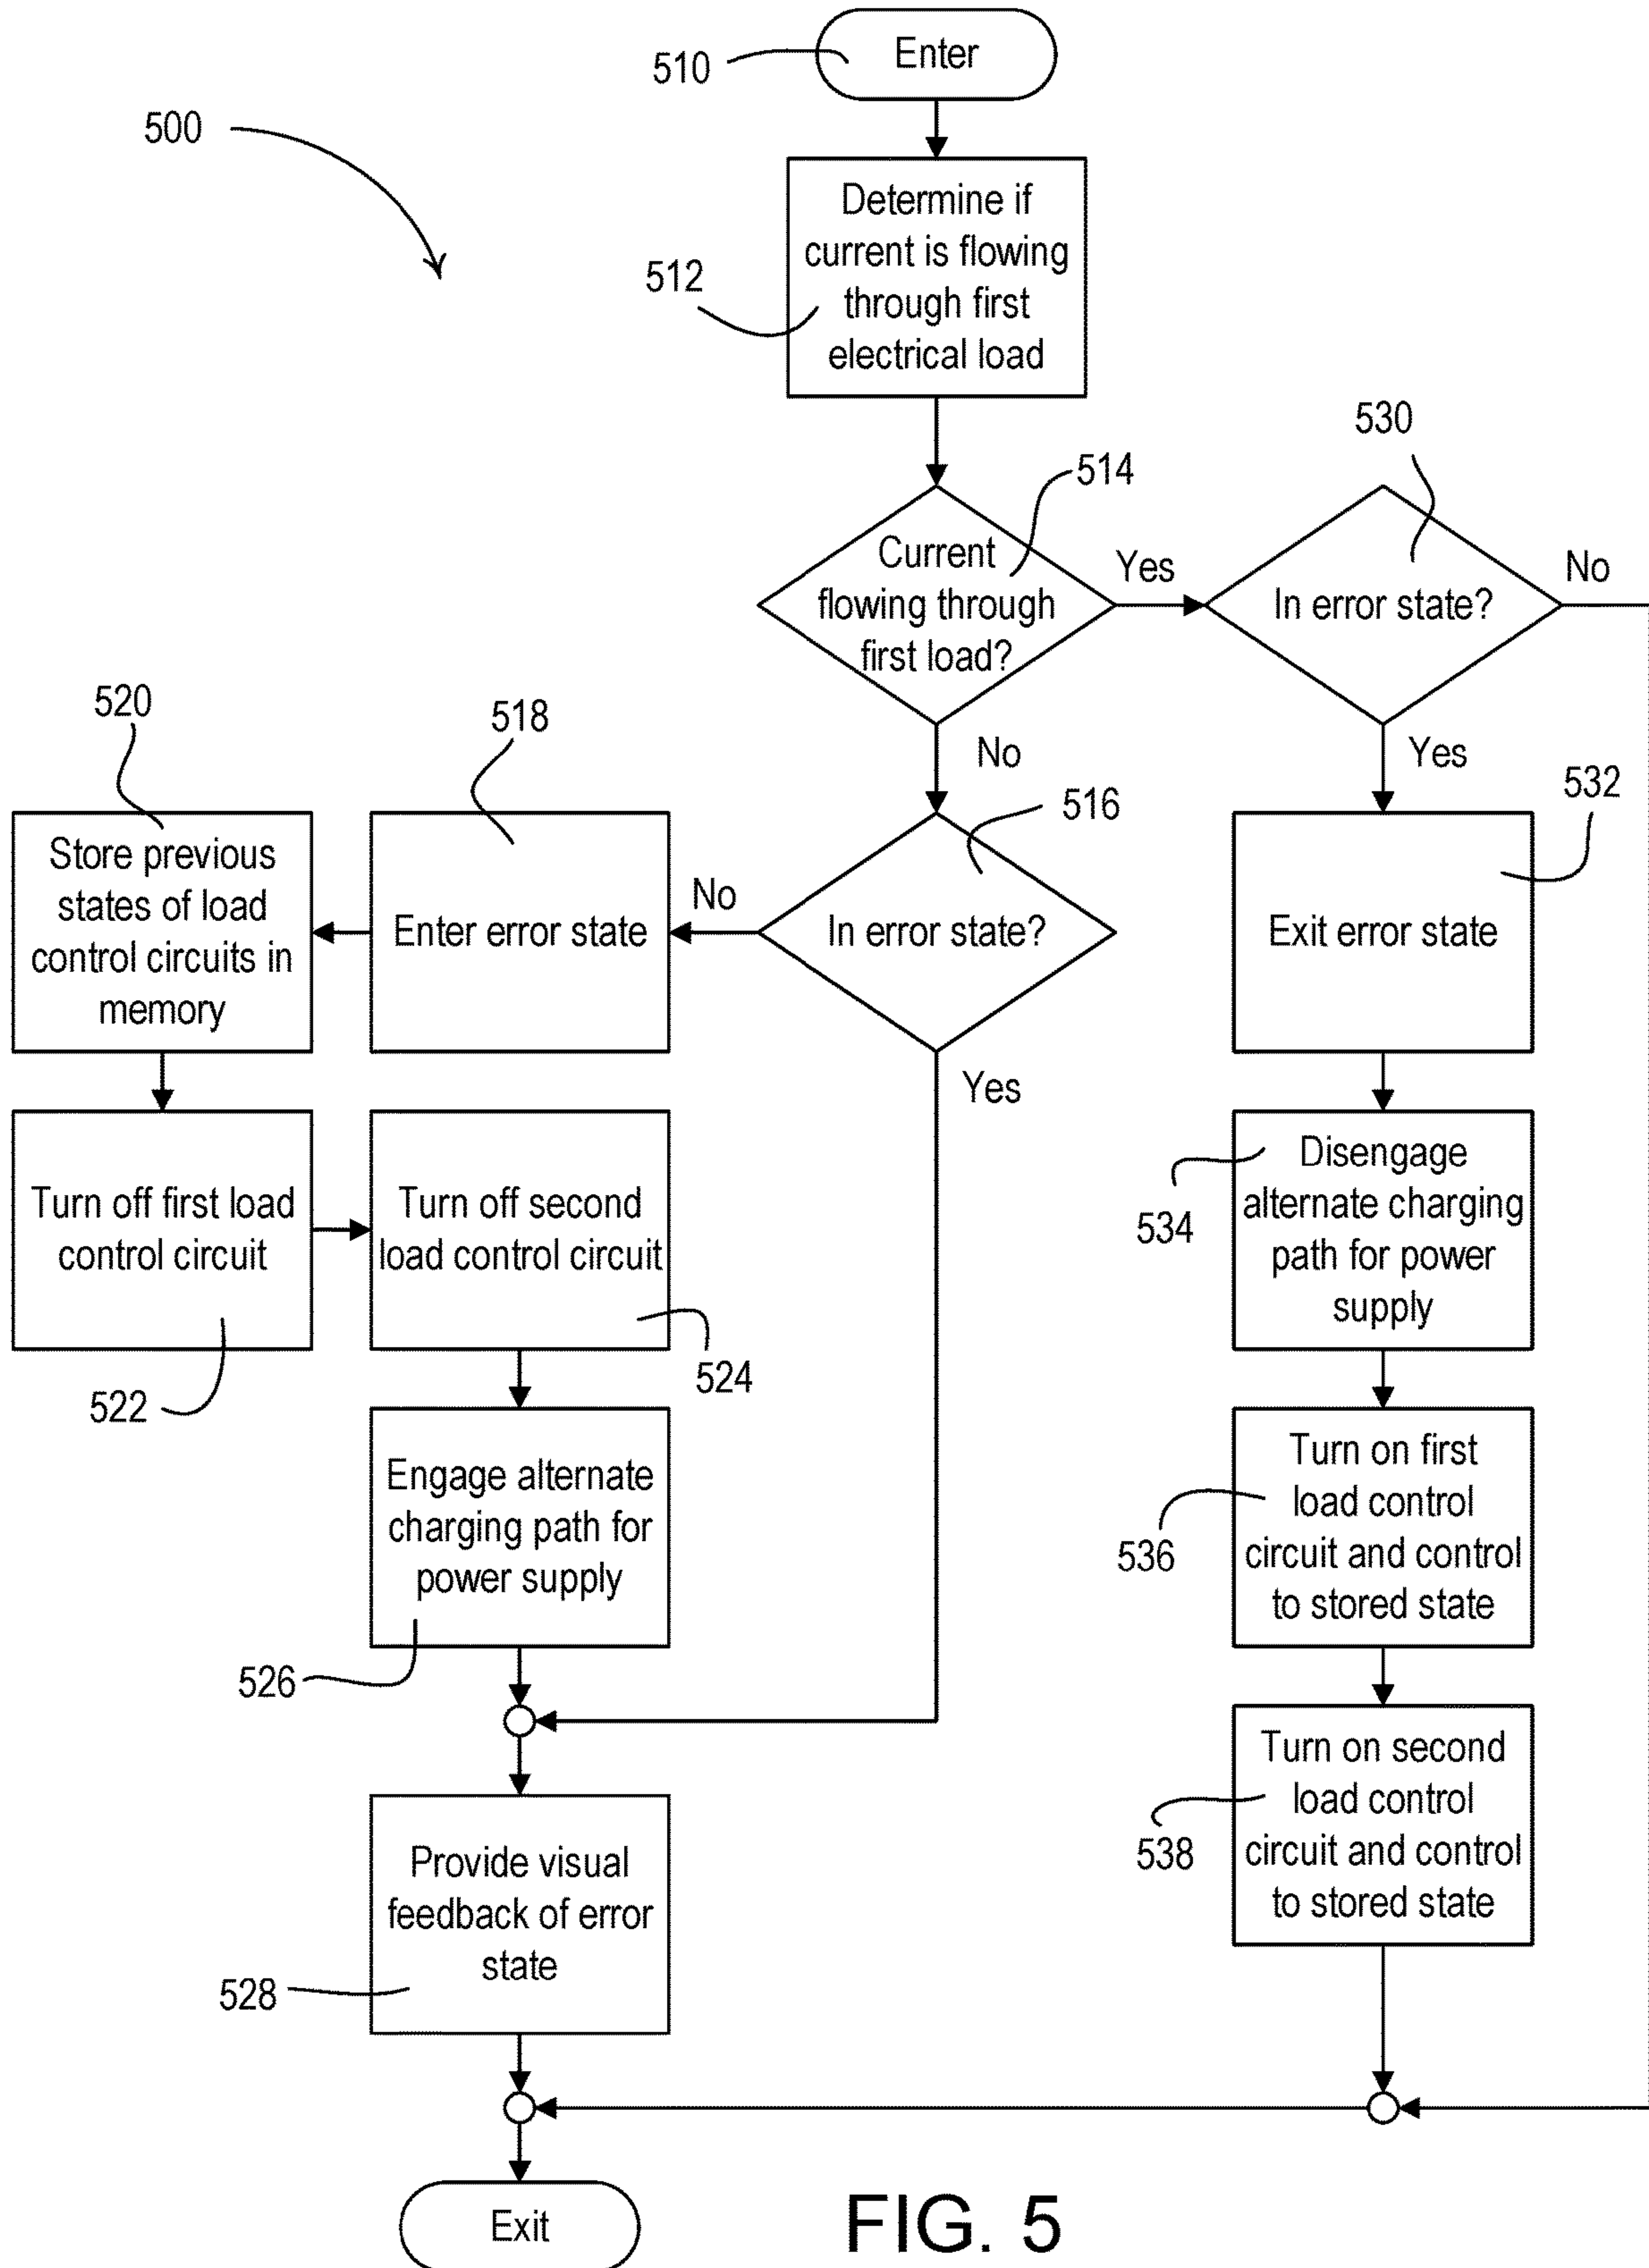 Enter
510
500
Determine if
current is flowing
through first
electrical load
512
530
514
Current
flowing through
first load?
Yes
In error state?
No
520
518
No
Yes
532
516
Store previous
states of load
control circuits in
memory
Enter error state
No
In error state?
Exit error state
Yes
Turn off first load
control circuit
Turn off second
load control circuit
Disengage
alternate charging
path for power
supply
534
522
524
Engage alternate
charging path for
power supply
Turn on first
load control
circuit and control
to stored state
536
526
Turn on second
load control
circuit and control
to stored state
538
Provide visual
feedback of error
state
528
Exit
FIG. 5